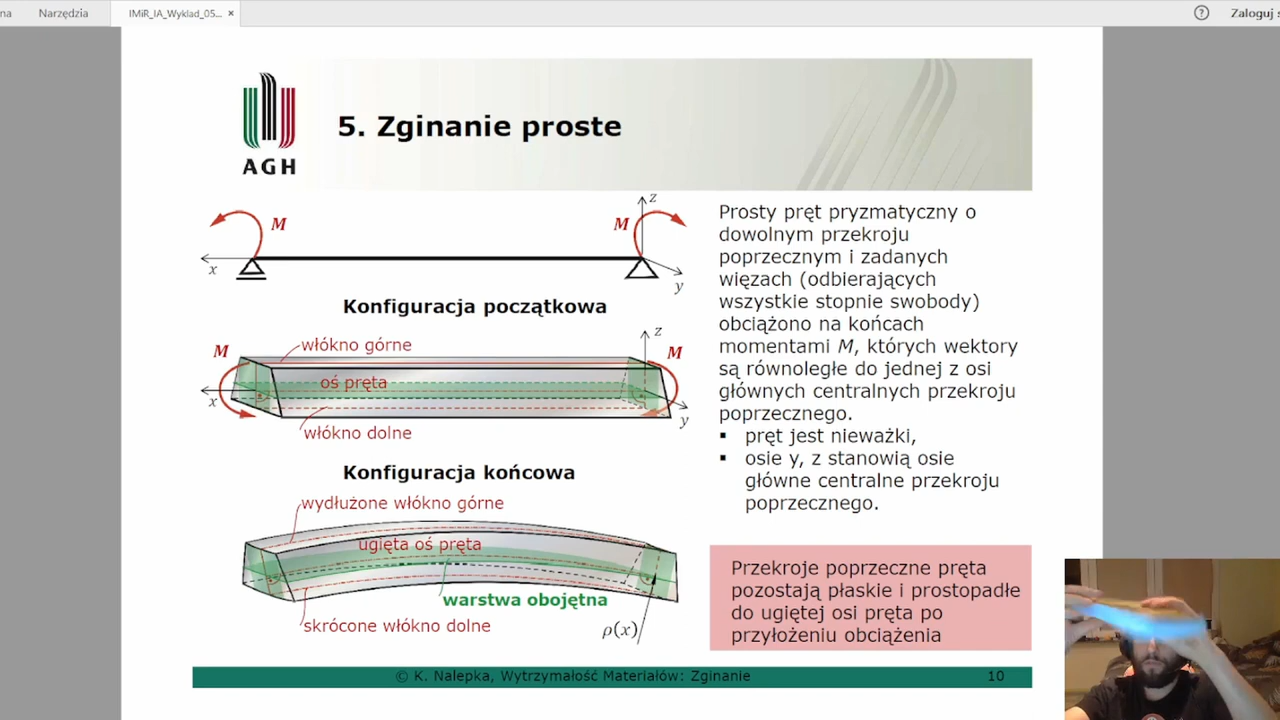 na
Narzędzia
IMiR_IA_Wyklad_05...
×
?
Zaloguj s
AGH
5. Zginanie proste
M
M
z
x
y
Konfiguracja początkowa
z
M
włókno górne
M
oś pręta
x
y
włókno dolne
Konfiguracja końcowa
wydłużone włókno górne
ugięta oś pręta
warstwa obojętna
skrócone włókno dolne
ρ(x)
Prosty pręt pryzmatyczny o
dowolnym przekroju
poprzecznym i zadanych
więzach (odbierających
wszystkie stopnie swobody)
obciążono na końcach
momentami M, których wektory
są równoległe do jednej z osi
głównych centralnych przekroju
poprzecznego.
▪ pręt jest nieważki,
▪ osie y, z stanowią osie
główne centralne przekroju
poprzecznego.
Przekroje poprzeczne pręta
pozostają płaskie i prostopadłe
do ugiętej osi pręta po
przyłożeniu obciążenia
© K. Nalepka, Wytrzymałość Materiałów: Zginanie
10